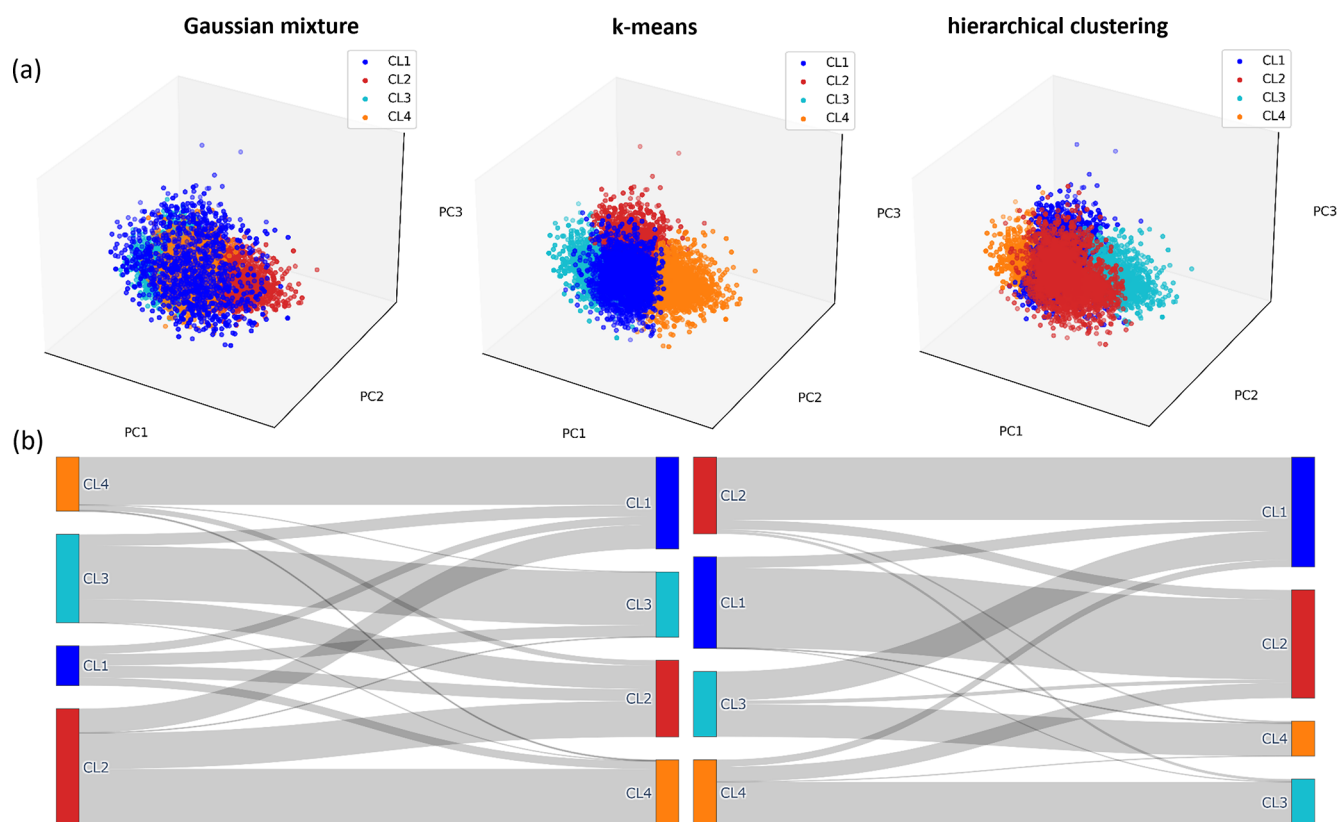 Gaussian mixture k-means hierarchical clustering
(a)
CL1
CL2
CL3
CL4
PC3
PC2
PC1
CL1
CL2
CL3
CL4
PC3
PC2
PC1
CL1
CL2
CL3
CL4
PC3
PC2
PC1
(b)
CL4
CL3
CL1
CL2
CL1
CL3
CL2
CL4
CL2
CL1
CL3
CL4
CL1
CL2
CL4
CL3